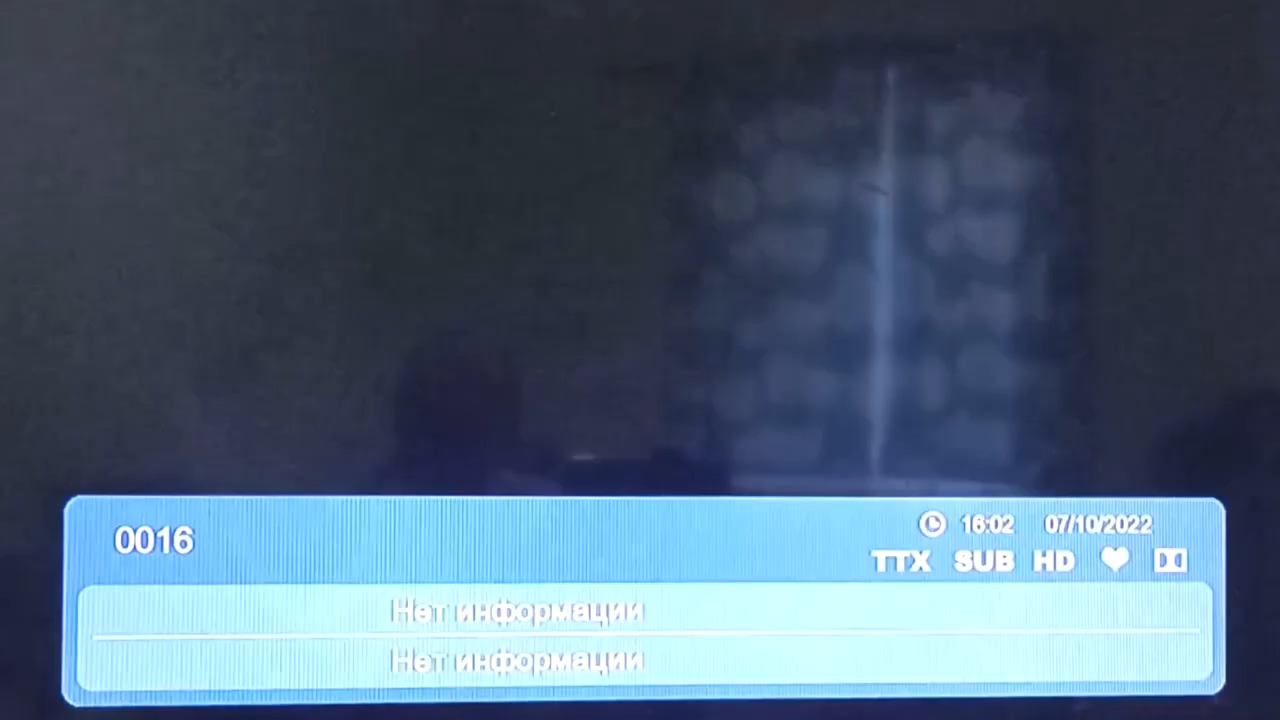 0016
16:02 07/10/2022
TTX SUB HD
Нет информации
Нет информации